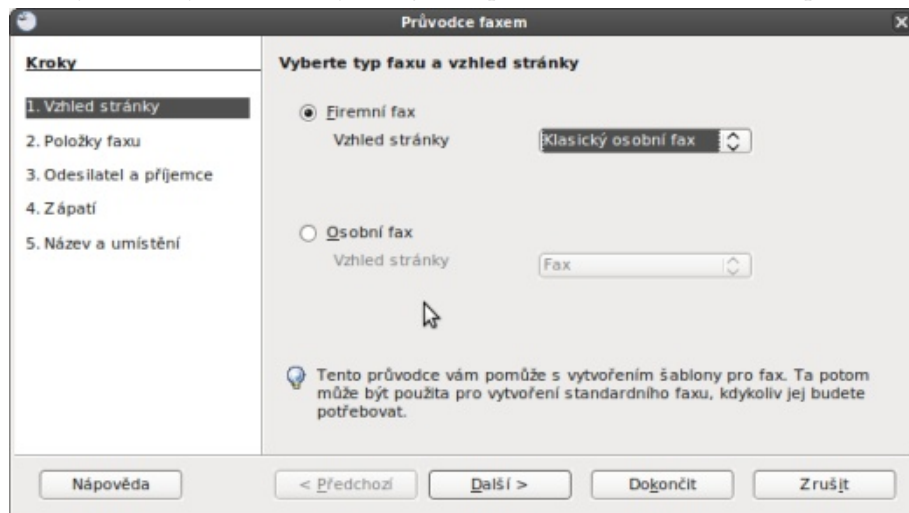 Průvodce faxem
Kroky
1. Vzhled stránky
2. Položky faxu
3. Odesilatel a příjemce
4. Zápatí
5. Název a umístění
Vyberte typ faxu a vzhled stránky
Firemní fax
Vzhled stránky
Klasický osobní fax
Osobní fax
Vzhled stránky
Fax
Tento průvodce vám pomůže s vytvořením šablony pro fax. Ta potom
může být použita pro vytvoření standardního faxu, kdykoliv jej budete
potřebovat.
Nápověda
< Předchozí
Další >
Dokončit
Zrušit